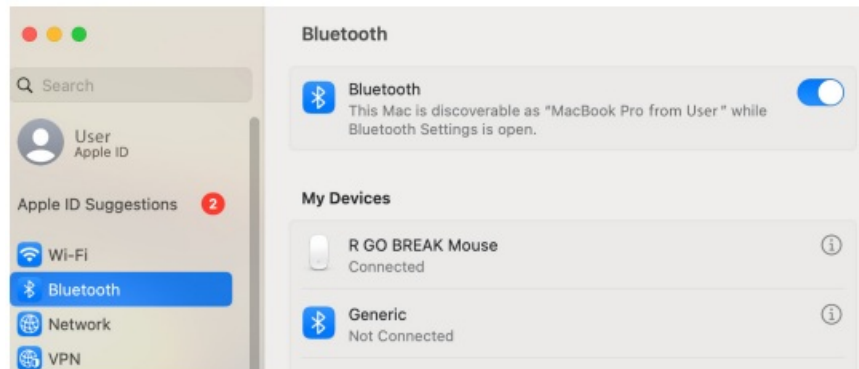 Search
User
Apple ID
Apple ID Suggestions 2
Wi-Fi
Bluetooth
Network
VPN
Bluetooth
Bluetooth
This Mac is discoverable as "MacBook Pro from User" while
Bluetooth Settings is open.
My Devices
R GO BREAK Mouse
Connected
Generic
Not Connected